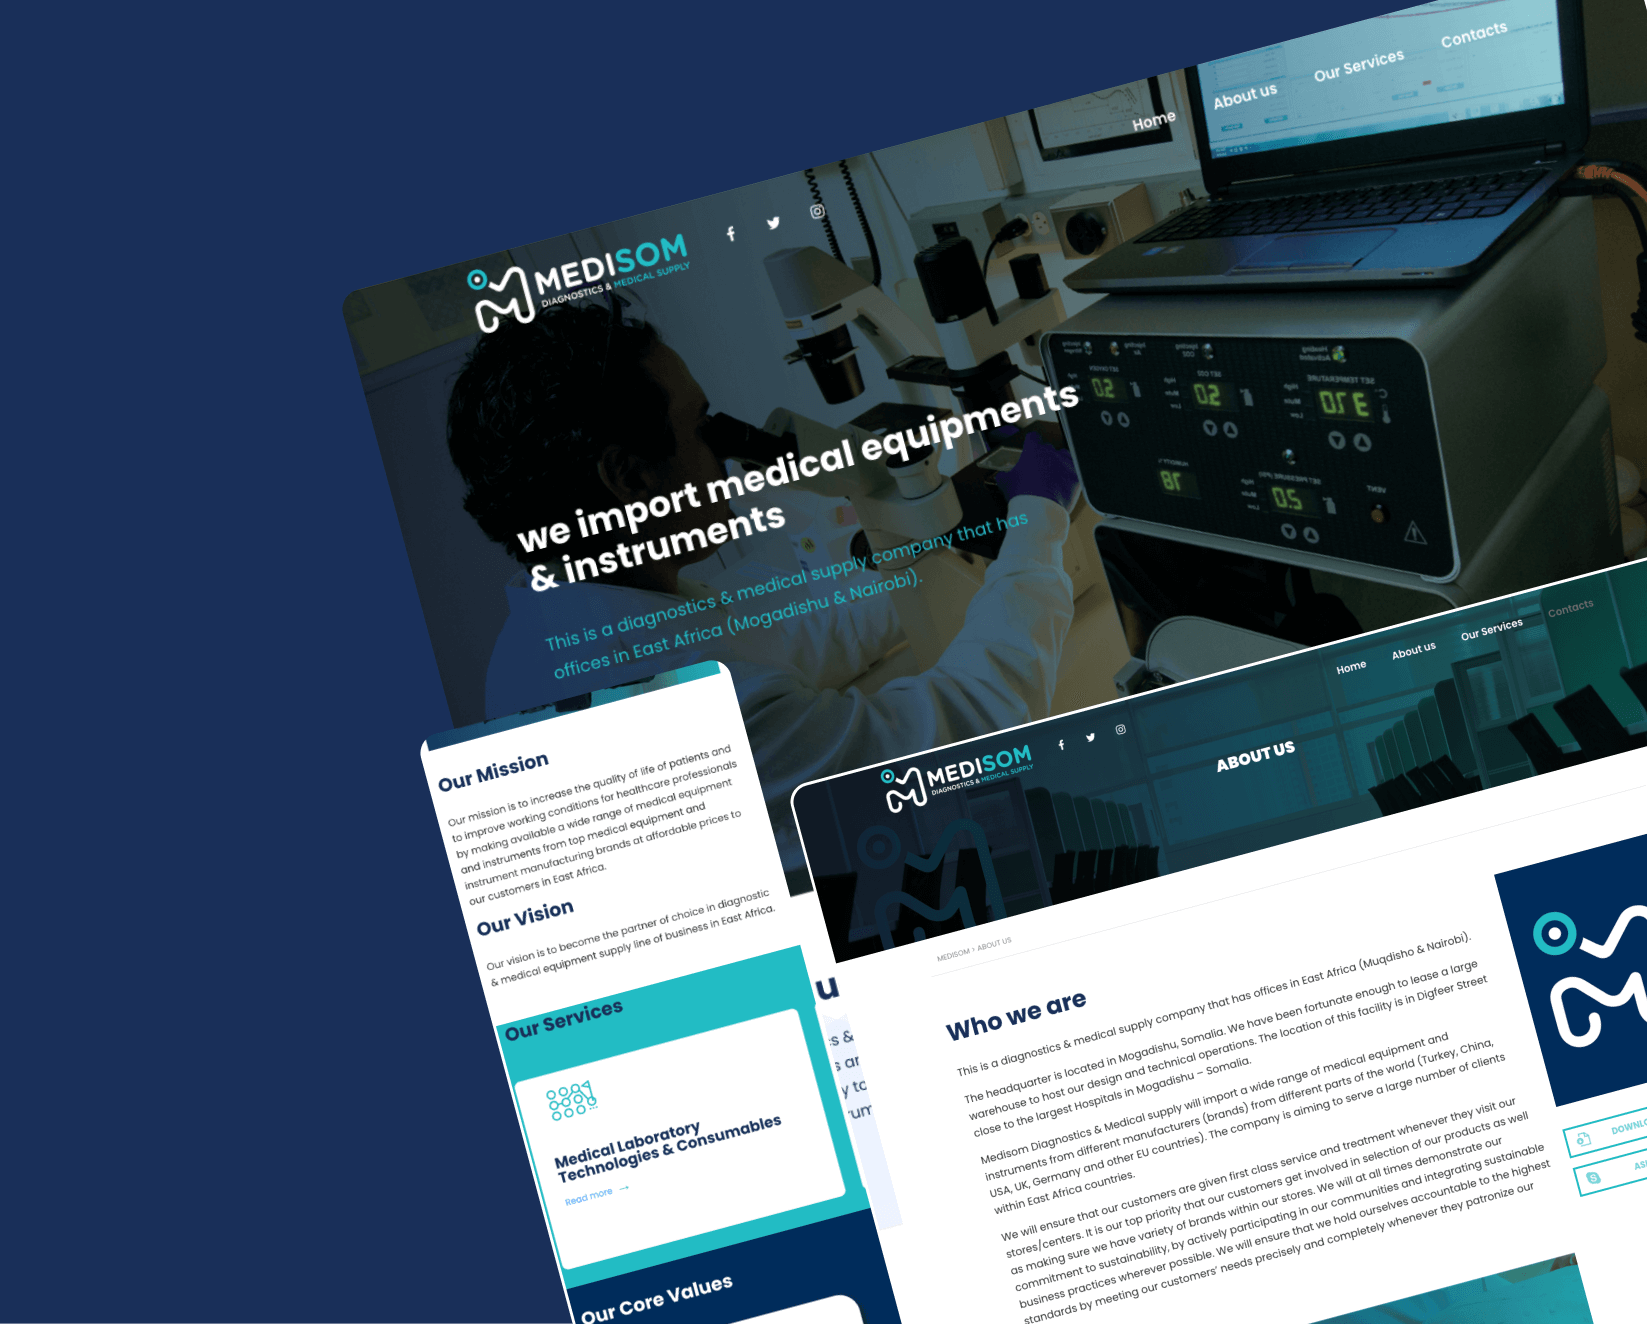 Home
About us
Our Services
Contacts
MEDISOM
DIAGNOSTICS & MEDICAL SUPPLY
we import medical equipments
& instruments
This is a diagnostics & medical supply company that has
offices in East Africa (Mogadishu & Nairobi).
0.2
0.2
0.5
Our Mission
Our mission is to increase the quality of life of patients and
to improve working conditions for healthcare professionals
by making available a wide range of medical equipment
and instruments from top medical equipment and
instrument manufacturing brands at affordable prices to
our customers in East Africa.
Our Vision
Our vision is to become the partner of choice in diagnostic
& medical equipment supply line of business in East Africa.
Our Services
Medical Laboratory
Technologies & Consumables
Read more →
Our Core Values
u
s &
s ar
y to
rum
Home
About us
Our Services
Contacts
MEDISOM
DIAGNOSTICS & MEDICAL SUPPLY
ABOUT US
MEDISOM > ABOUT US
Who we are
This is a diagnostics & medical supply company that has offices in East Africa (Muqdisho & Nairobi).
The headquarter is located in Mogadishu, Somalia. We have been fortunate enough to lease a large
warehouse to host our design and technical operations. The location of this facility is in Digfeer Street
close to the largest Hospitals in Mogadishu – Somalia.
Medisom Diagnostics & Medical supply will import a wide range of medical equipment and
instruments from different manufacturers (brands) from different parts of the world (Turkey, China,
USA, UK, Germany and other EU countries). The company is aiming to serve a large number of clients
within East Africa countries.
We will ensure that our customers are given first class service and treatment whenever they visit our
stores/centers. It is our top priority that our customers get involved in selection of our products as well
as making sure we have variety of brands within our stores. We will at all times demonstrate our
commitment to sustainability, by actively participating in our communities and integrating sustainable
business practices wherever possible. We will ensure that we hold ourselves accountable to the highest
standards by meeting our customers' needs precisely and completely whenever they patronize our
DOWNLO
AS